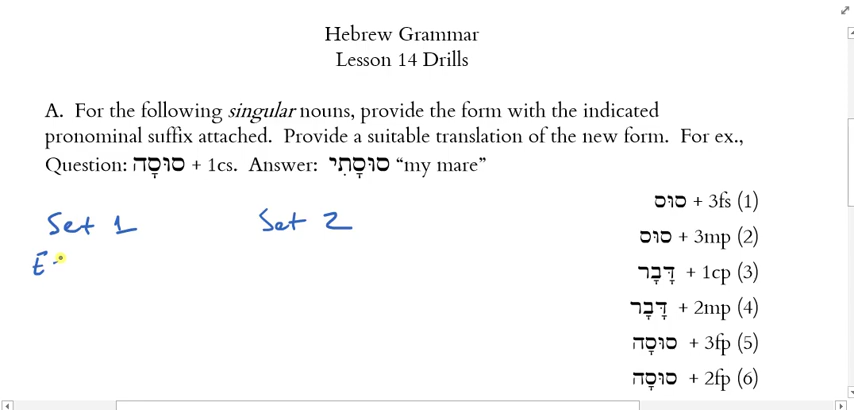 Hebrew Grammar
Lesson 14 Drills
A. For the following singular nouns, provide the form with the indicated
pronominal suffix attached. Provide a suitable translation of the new form. For ex.,
Question: סוּסָה + 1cs. Answer: סוּסָתִי “my mare”
סוּס + 3fs (1)
Set 1 Set 2
סוּס + 3mp (2)
E
דָּבָר + 1cp (3)
דָּבָר + 2mp (4)
סוּסָה + 3fp (5)
סוּסָה + 2fp (6)